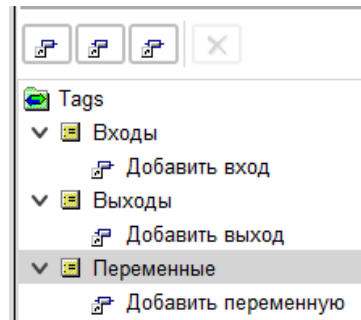 Tags
Входы
Добавить вход
Выходы
Добавить выход
Переменные
Добавить переменную